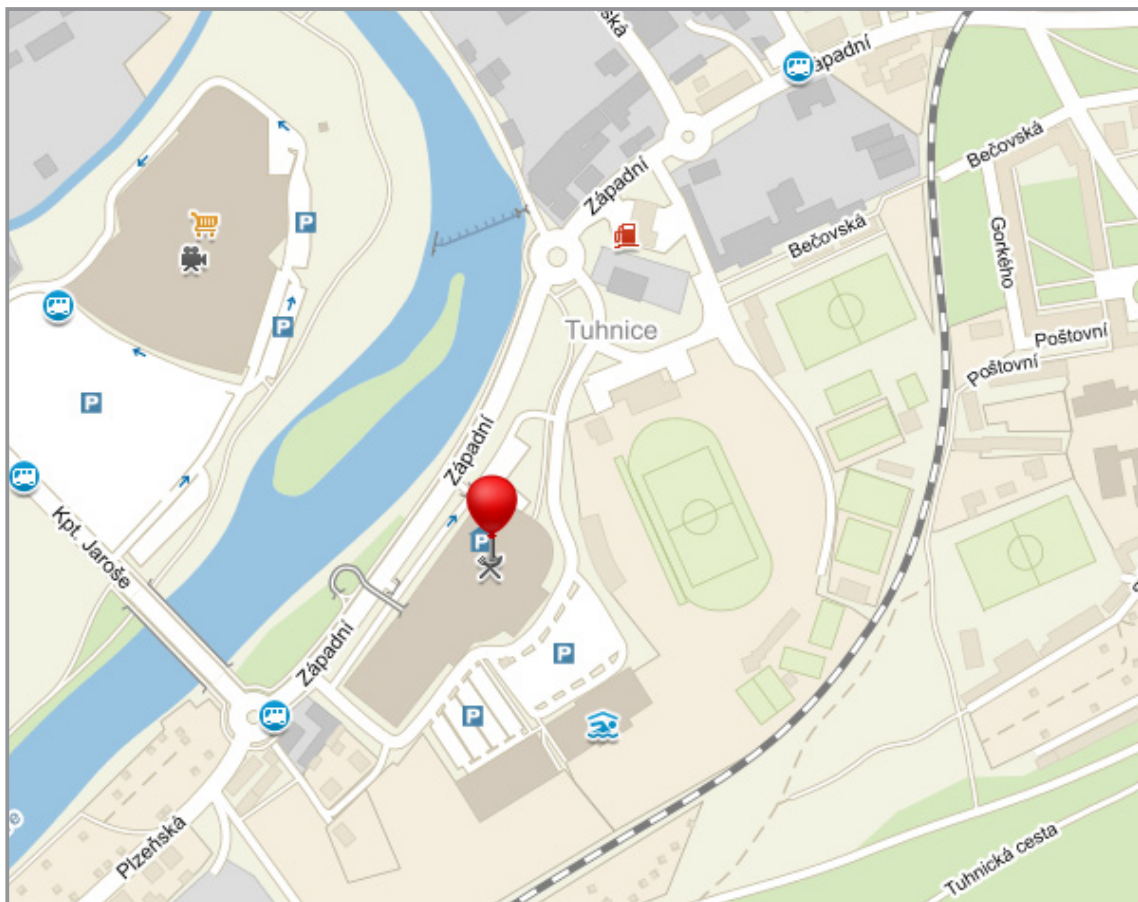 ská
Západní
Bečovská
Západní
Bečovská
Gorkého
Tuhnice
Poštovní
Poštovní
P
P
P
Západní
Kpt. Jaroše
P
P
Západní
P
Plzeňská
Tuhnická cesta